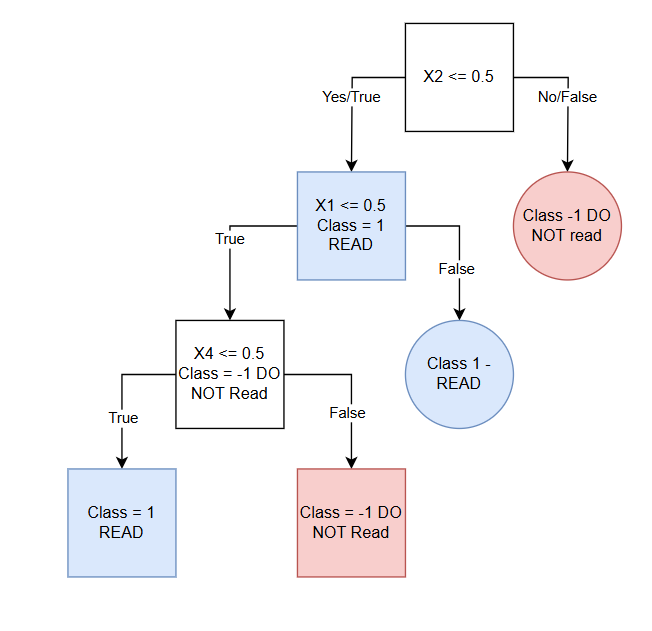 X2 <= 0.5
Yes/True
No/False
X1 <= 0.5
Class = 1
READ
Class -1 DO
NOT read
True
False
X4 <= 0.5
Class = -1 DO
NOT Read
Class 1 -
READ
True
False
Class = 1
READ
Class = -1 DO
NOT Read